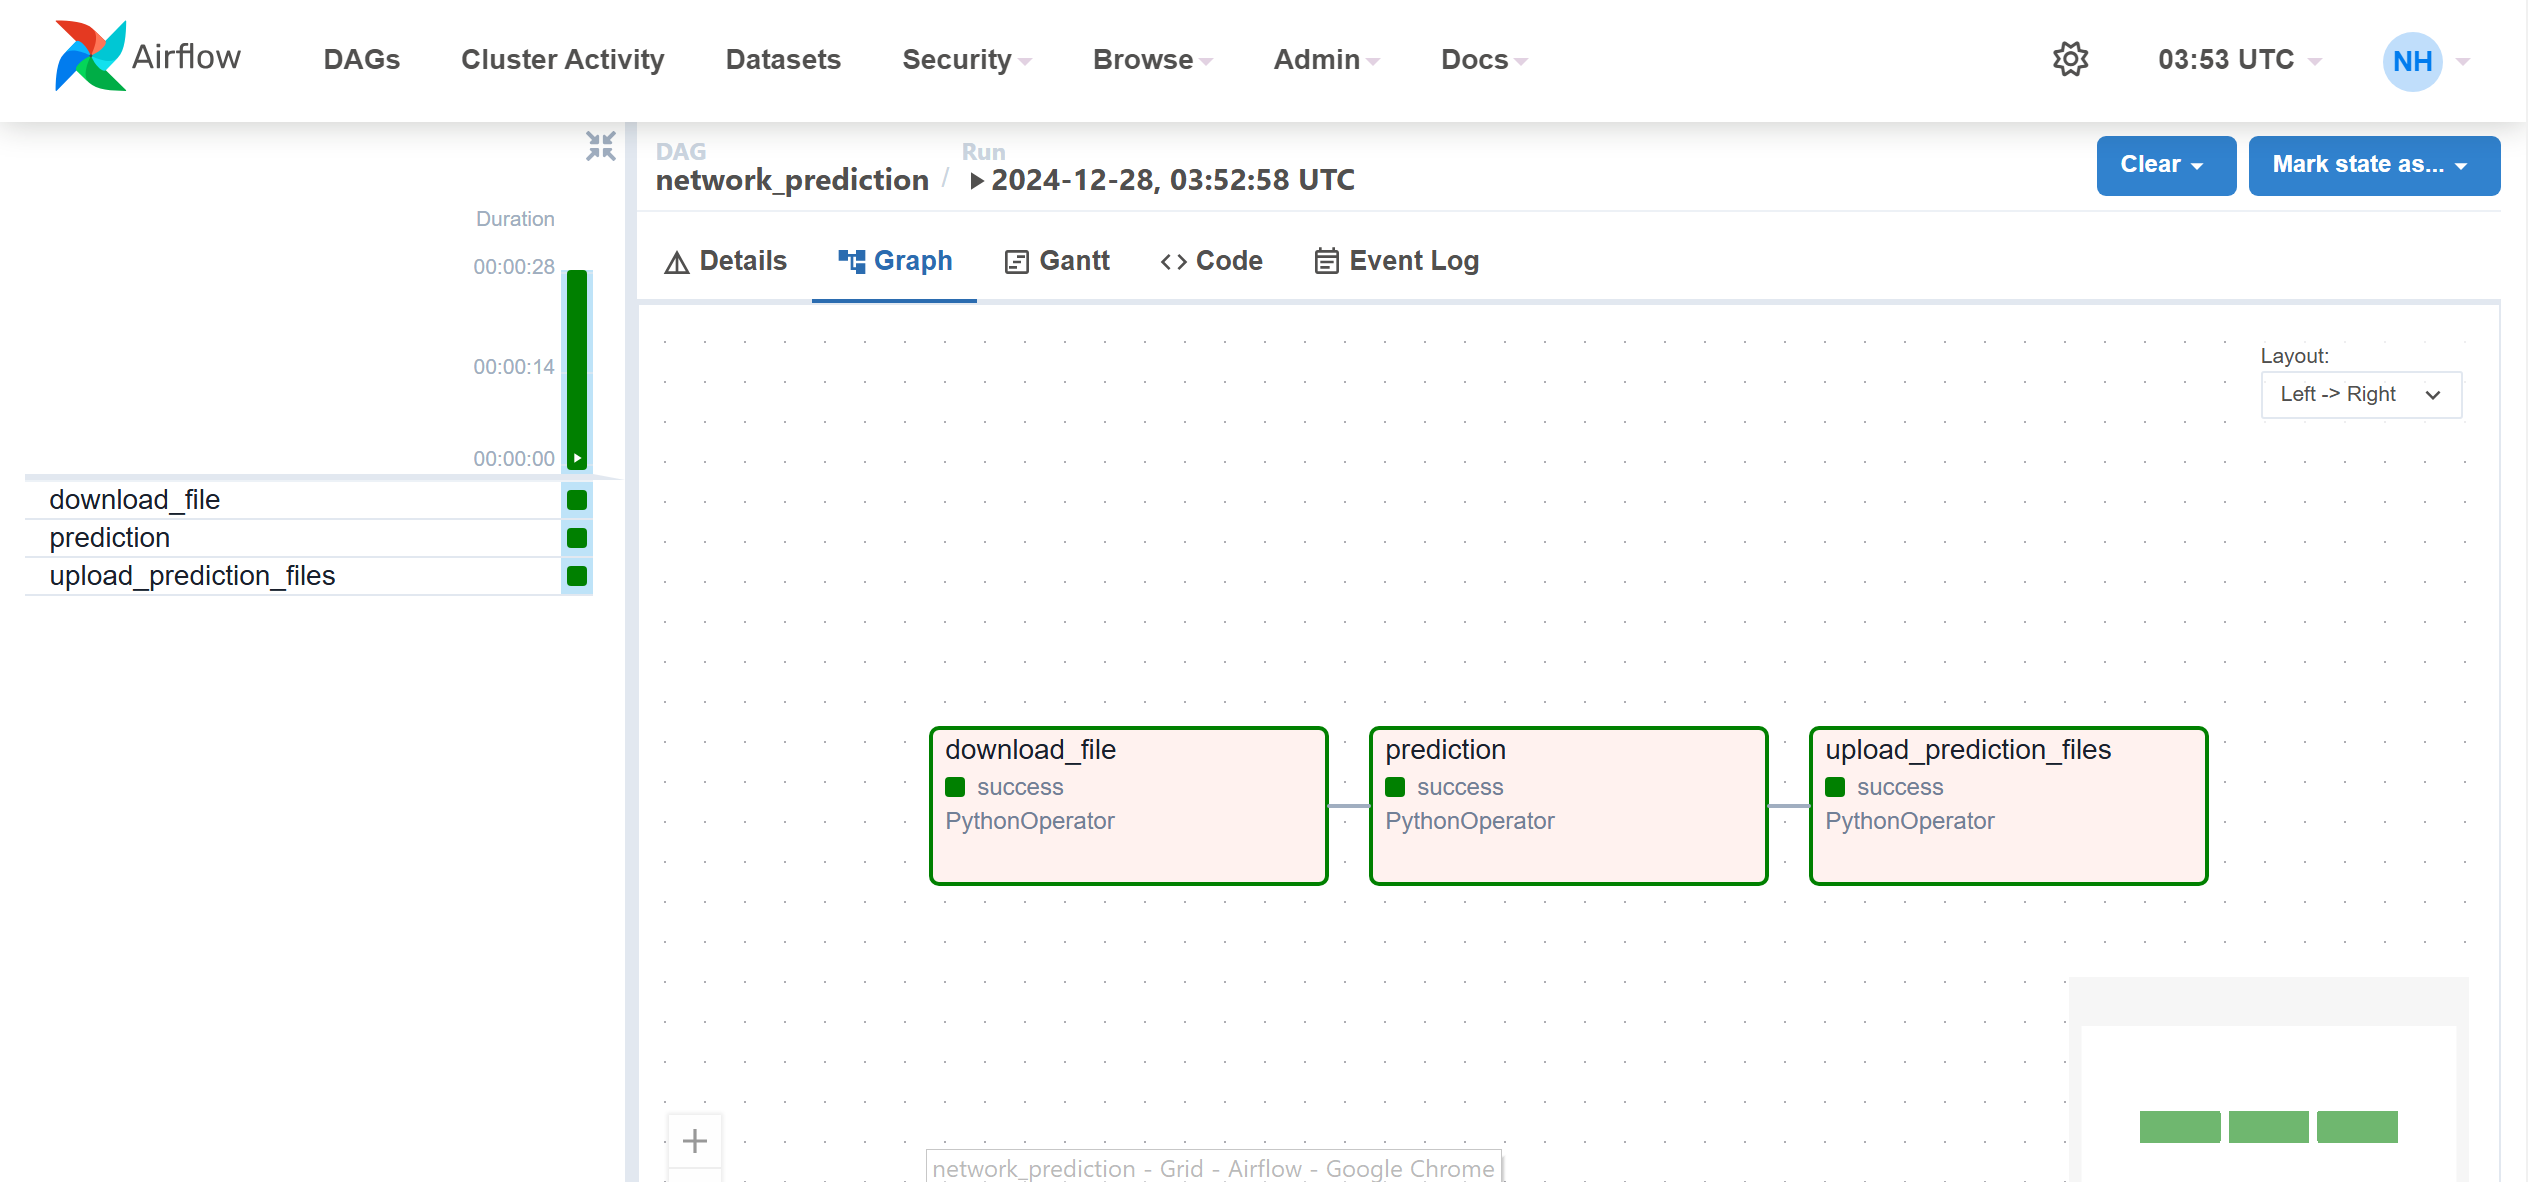 Airflow
DAGs
Cluster Activity
Datasets
Security
Browse
Admin
Docs
03:53 UTC
NH
DAG
network_prediction
/
Run
2024-12-28, 03:52:58 UTC
Clear
Mark state as...
Duration
00:00:28
00:00:14
00:00:00
download_file
prediction
upload_prediction_files
Details
Graph
Gantt
Code
Event Log
Layout:
Left -> Right
download_file
success
PythonOperator
prediction
success
PythonOperator
upload_prediction_files
success
PythonOperator
network_prediction - Grid - Airflow - Google Chrome